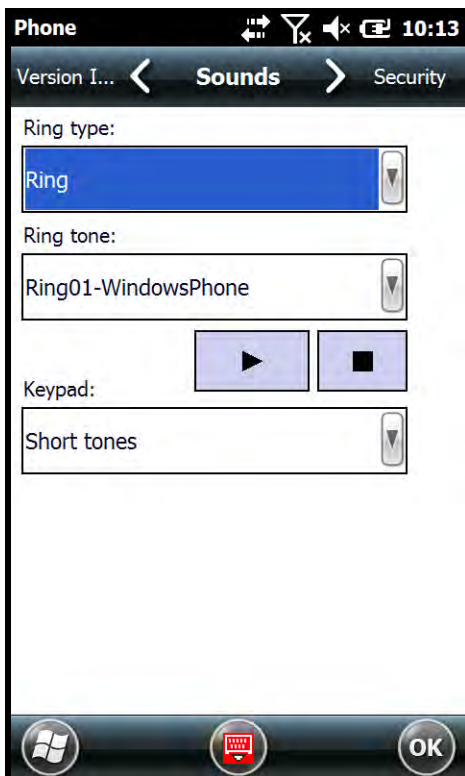 Phone 10:13
Version I... Sounds Security
Ring type:
Ring
Ring tone:
Ring01-WindowsPhone
Keypad:
Short tones
OK